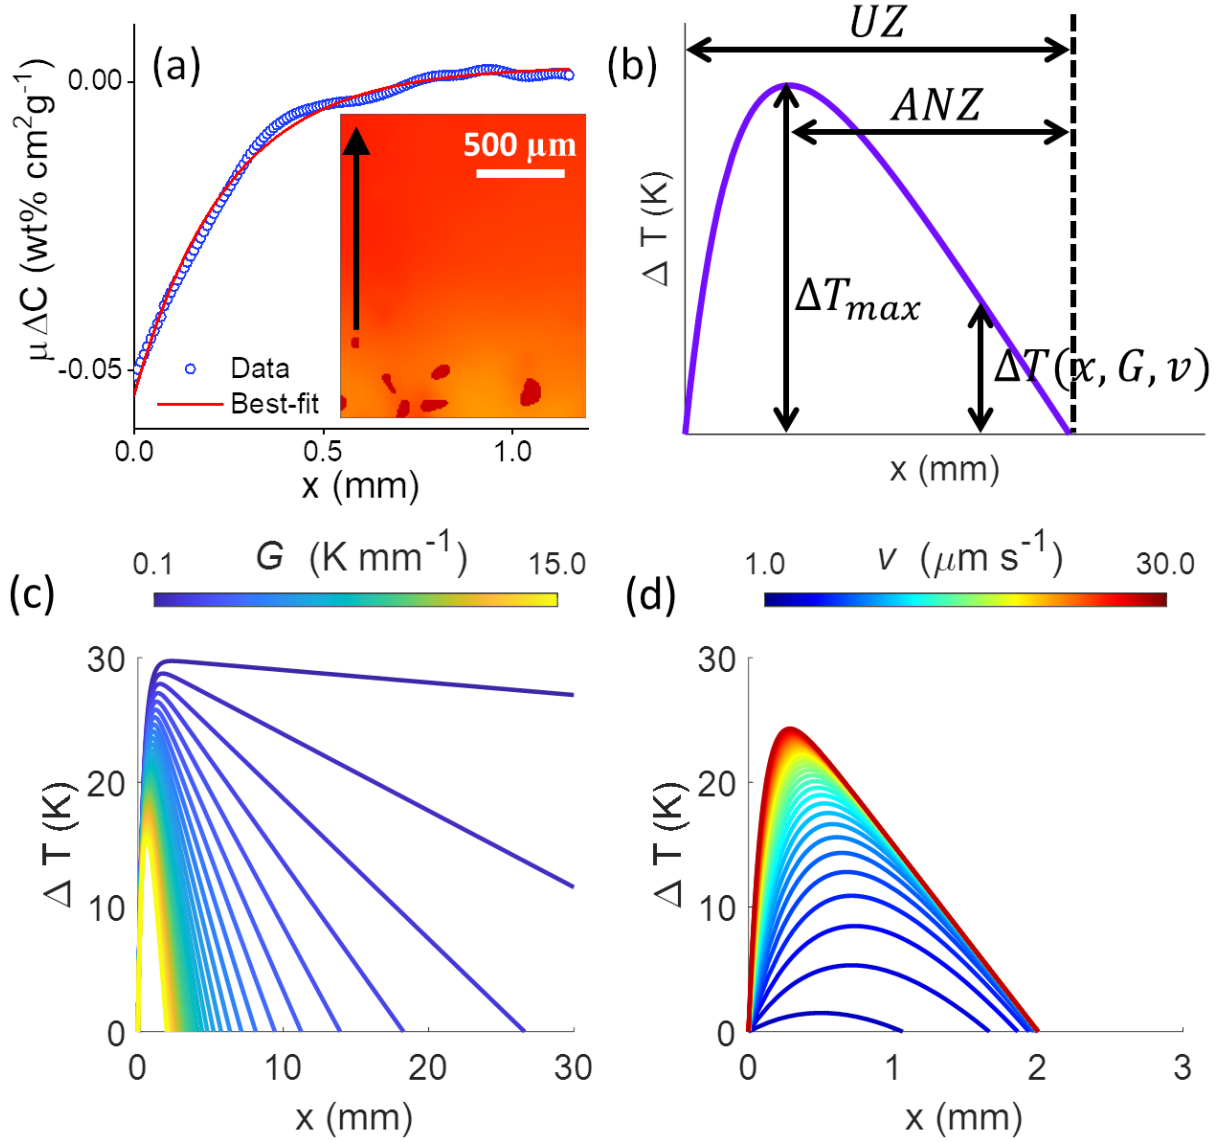 (a)
0.00
-0.05
μ ΔC (wt% cm²g⁻¹)
500 μm
Data
Best-fit
0.0
0.5
1.0
x (mm)
(b)
UZ
ANZ
Δ T (K)
ΔTmax
ΔT(x, G, v)
x (mm)
(c)
0.1
G (K mm⁻¹)
15.0
30
20
10
0
Δ T (K)
0
10
20
30
x (mm)
(d)
1.0
v (μm s⁻¹)
30.0
30
20
10
0
Δ T (K)
0
1
2
3
x (mm)